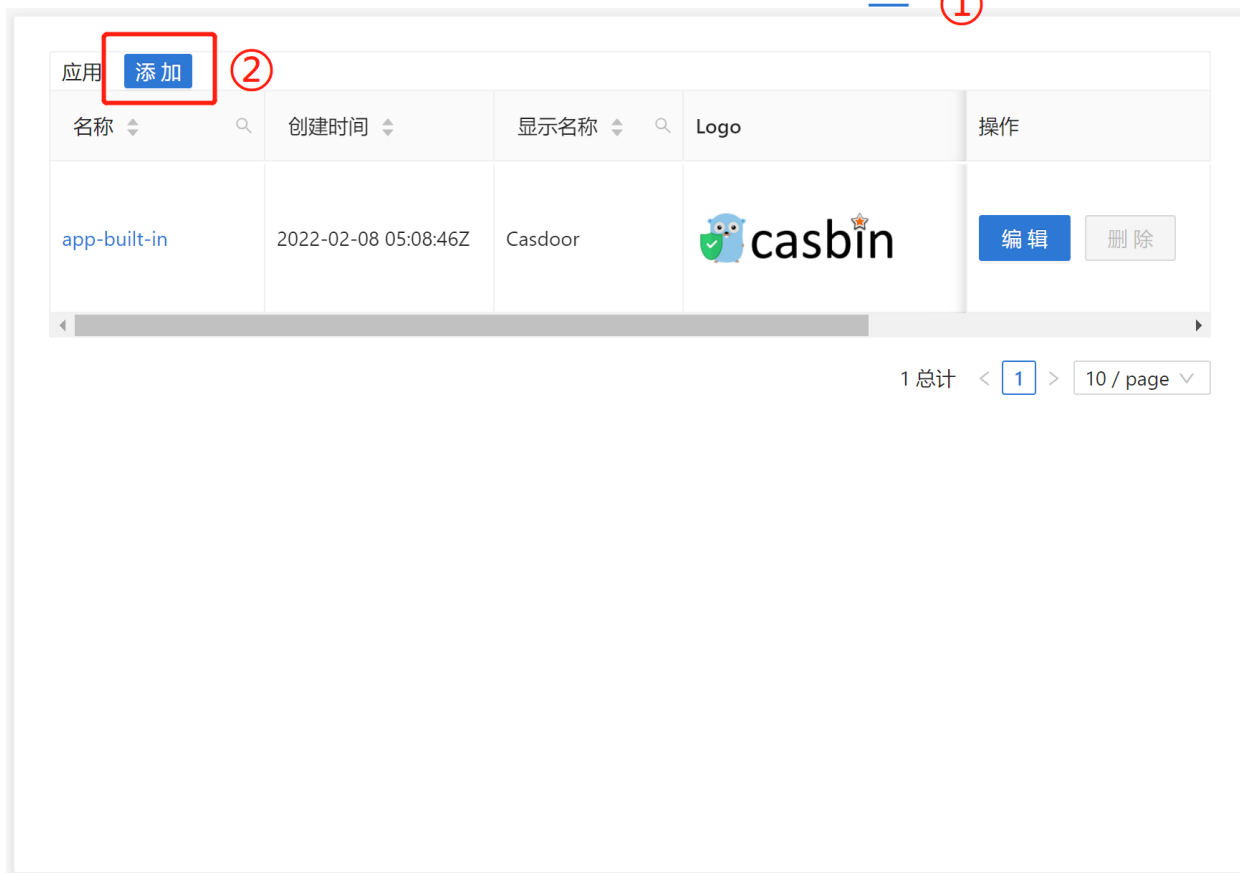 ①
应用 添加 ②
名称 创建时间 显示名称 Logo 操作
app-built-in 2022-02-08 05:08:46Z Casdoor casbin 编辑 删除
1 总计 < 1 > 10 / page